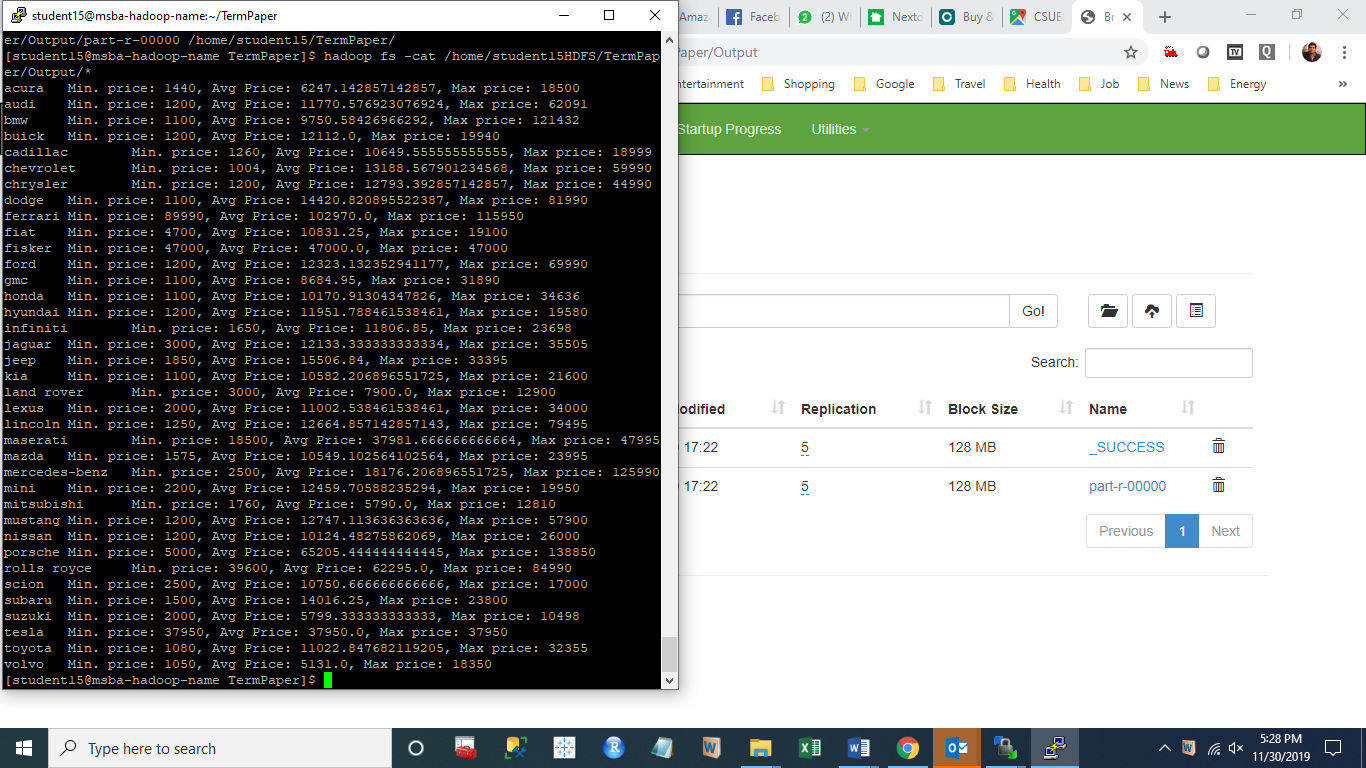 student15@msba-hadoop-name:~/TermPaper
er/Output/part-r-00000 /home/student15/TermPaper/
[student15@msba-hadoop-name TermPaper]$ hadoop fs -cat /home/student15HDFS/TermPap
er/Output/*
acura Min. price: 1440, Avg Price: 6247.142857142857, Max price: 18500
audi Min. price: 1200, Avg Price: 11770.576923076924, Max price: 62091
bmw Min. price: 1100, Avg Price: 9750.58426966292, Max price: 121432
buick Min. price: 1200, Avg Price: 12112.0, Max price: 19940
cadillac Min. price: 1260, Avg Price: 10649.555555555555, Max price: 18999
chevrolet Min. price: 1004, Avg Price: 13188.567901234568, Max price: 59990
chrysler Min. price: 1200, Avg Price: 12793.392857142857, Max price: 44990
dodge Min. price: 1100, Avg Price: 14420.820895522387, Max price: 81990
ferrari Min. price: 89990, Avg Price: 102970.0, Max price: 115950
fiat Min. price: 4700, Avg Price: 10831.25, Max price: 19100
fisker Min. price: 47000, Avg Price: 47000.0, Max price: 47000
ford Min. price: 1200, Avg Price: 12323.132352941177, Max price: 69990
gmc Min. price: 1100, Avg Price: 8684.95, Max price: 31890
honda Min. price: 1100, Avg Price: 10170.91304347826, Max price: 34636
hyundai Min. price: 1200, Avg Price: 11951.788461538461, Max price: 19580
infiniti Min. price: 1650, Avg Price: 11806.85, Max price: 23698
jaguar Min. price: 3000, Avg Price: 12133.333333333334, Max price: 35505
jeep Min. price: 1850, Avg Price: 15506.84, Max price: 33395
kia Min. price: 1100, Avg Price: 10582.206896551725, Max price: 21600
land rover Min. price: 3000, Avg Price: 7900.0, Max price: 12900
lexus Min. price: 2000, Avg Price: 11002.538461538461, Max price: 34000
lincoln Min. price: 1250, Avg Price: 12664.857142857143, Max price: 79495
maserati Min. price: 18500, Avg Price: 37981.666666666664, Max price: 47995
mazda Min. price: 1575, Avg Price: 10549.102564102564, Max price: 23995
mercedes-benz Min. price: 2500, Avg Price: 18176.206896551725, Max price: 125990
mini Min. price: 2200, Avg Price: 12459.70588235294, Max price: 19950
mitsubishi Min. price: 1760, Avg Price: 5790.0, Max price: 12810
mustang Min. price: 1200, Avg Price: 12747.113636363636, Max price: 57900
nissan Min. price: 1200, Avg Price: 10124.48275862069, Max price: 26000
porsche Min. price: 5000, Avg Price: 65205.444444444445, Max price: 138850
rolls royce Min. price: 39600, Avg Price: 62295.0, Max price: 84990
scion Min. price: 2500, Avg Price: 10750.666666666666, Max price: 17000
subaru Min. price: 1500, Avg Price: 14016.25, Max price: 23800
suzuki Min. price: 2000, Avg Price: 5799.333333333333, Max price: 10498
tesla Min. price: 37950, Avg Price: 37950.0, Max price: 37950
toyota Min. price: 1080, Avg Price: 11022.847682119205, Max price: 32355
volvo Min. price: 1050, Avg Price: 5131.0, Max price: 18350
[student15@msba-hadoop-name TermPaper]$
Amaz Faceb (2) W Nextd Buy & CSUE Br
Paper/Output
ntertainment Shopping Google Travel Health Job News Energy
Startup Progress Utilities
Go!
Search:
odified Replication Block Size Name
17:22 5 128 MB _SUCCESS
17:22 5 128 MB part-r-00000
Previous 1 Next
Type here to search
5:28 PM
11/30/2019